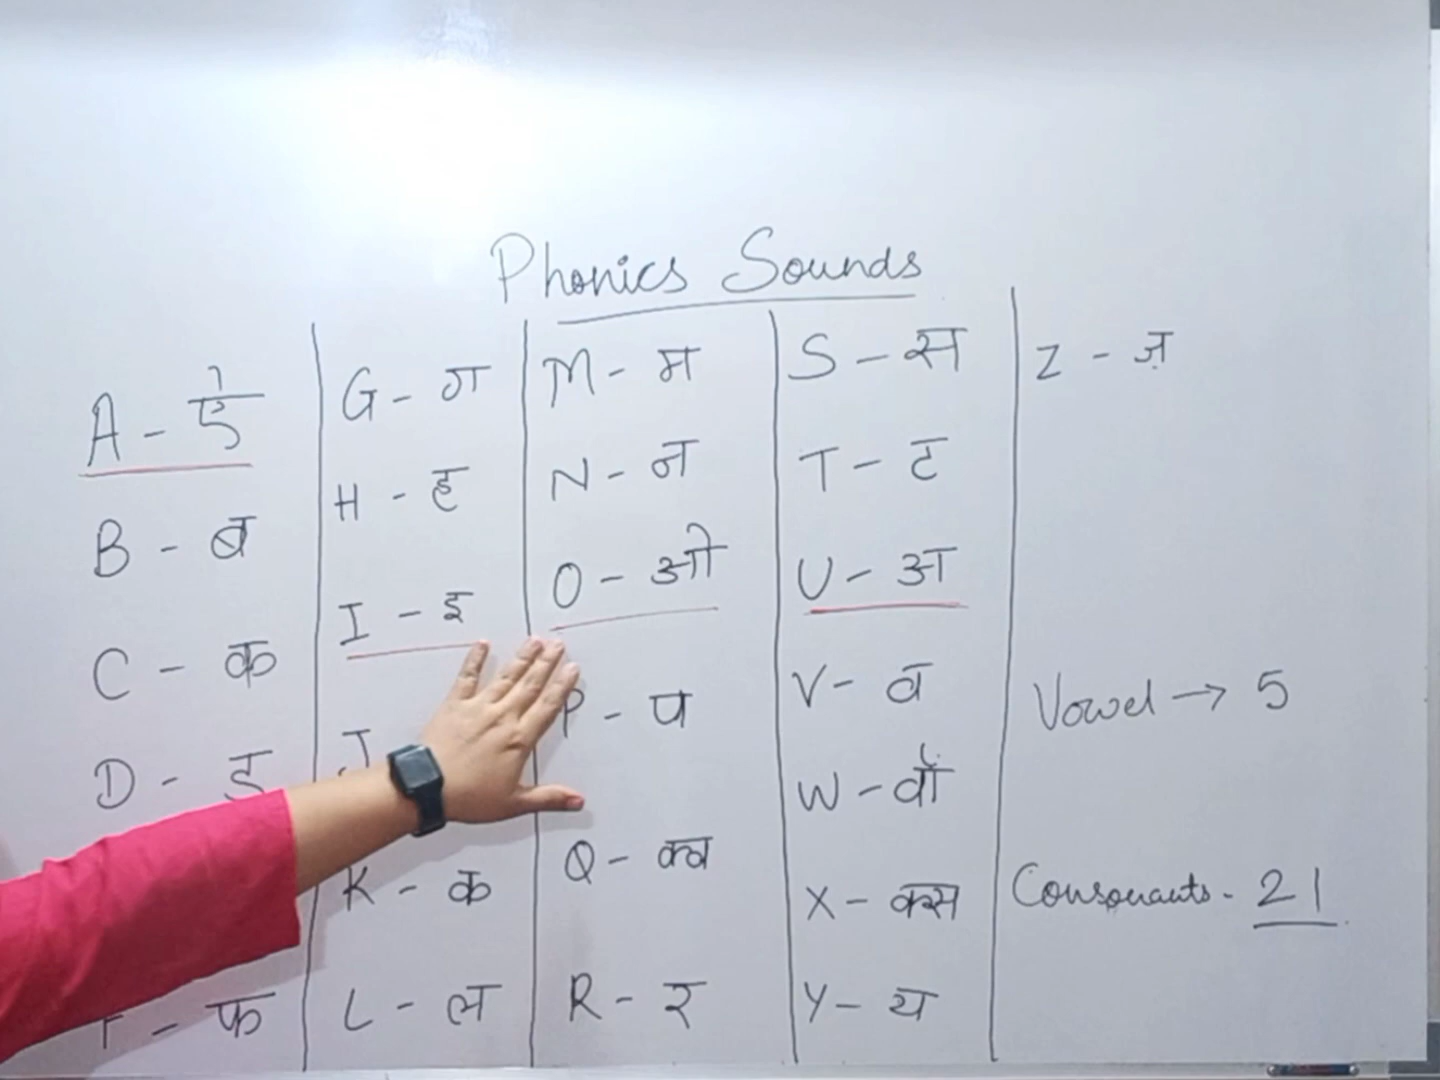 Phonics Sounds
A - ऐ
B - ब
C - क
D - ड
F - फ
G - ग
H - ह
I - इ
J
K - क
L - ल
M - म
N - न
O - ओ
P - प
Q - क्व
R - र
S - स
T - ट
U - अ
V - व
W - वॉ
X - क्स
Y - य
Z - ज़
Vowel → 5
Consonants - 21